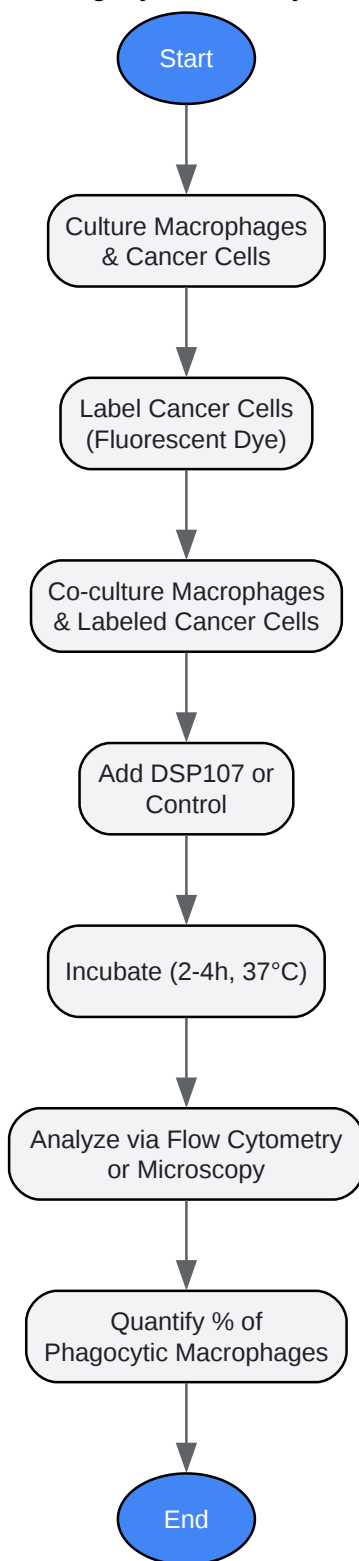 Start
Culture Macrophages
& Cancer Cells
Label Cancer Cells
(Fluorescent Dye)
Co-culture Macrophages
& Labeled Cancer Cells
Add DSP107 or
Control
Incubate (2-4h, 37°C)
Analyze via Flow Cytometry
or Microscopy
Quantify % of
Phagocytic Macrophages
End